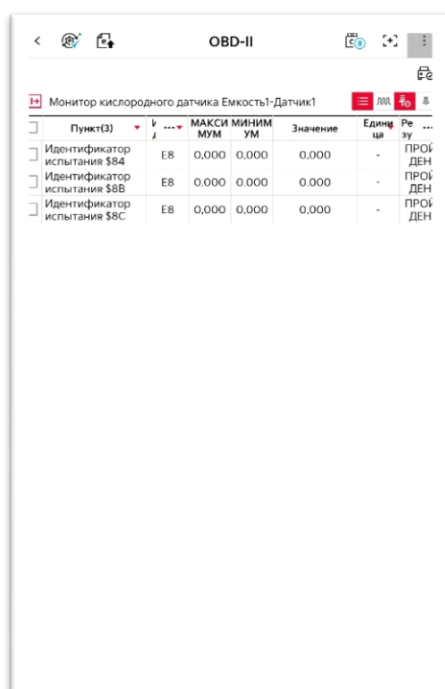 OBD-II
Монитор кислородного датчика Емкость1-Датчик1
Пункт(3) ---- МАКСИ МИНИМ Значение Едини Ре ---
МУМ УМ ца зу
Идентификатор E8 0,000 0,000 0,000 - ПРОЙ
испытания $84 ДЕН
Идентификатор E8 0.000 0.000 0.000 - ПРОЙ
испытания $8B ДЕН
Идентификатор E8 0,000 0,000 0,000 - ПРОЙ
испытания $8C ДЕН